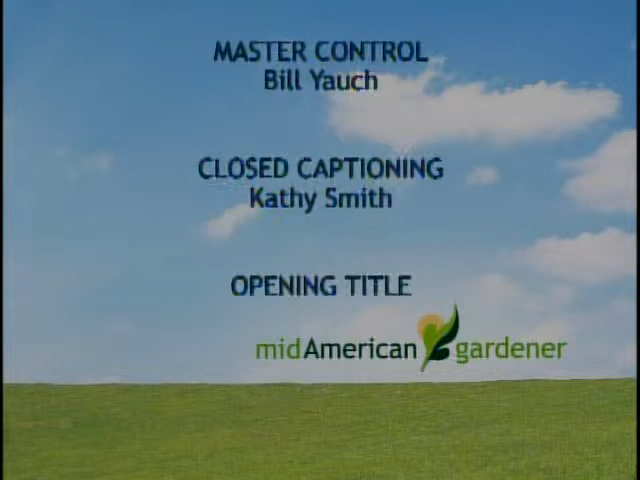 MASTER CONTROL
Bill Yauch
CLOSED CAPTIONING
Kathy Smith
OPENING TITLE
midAmerican gardener